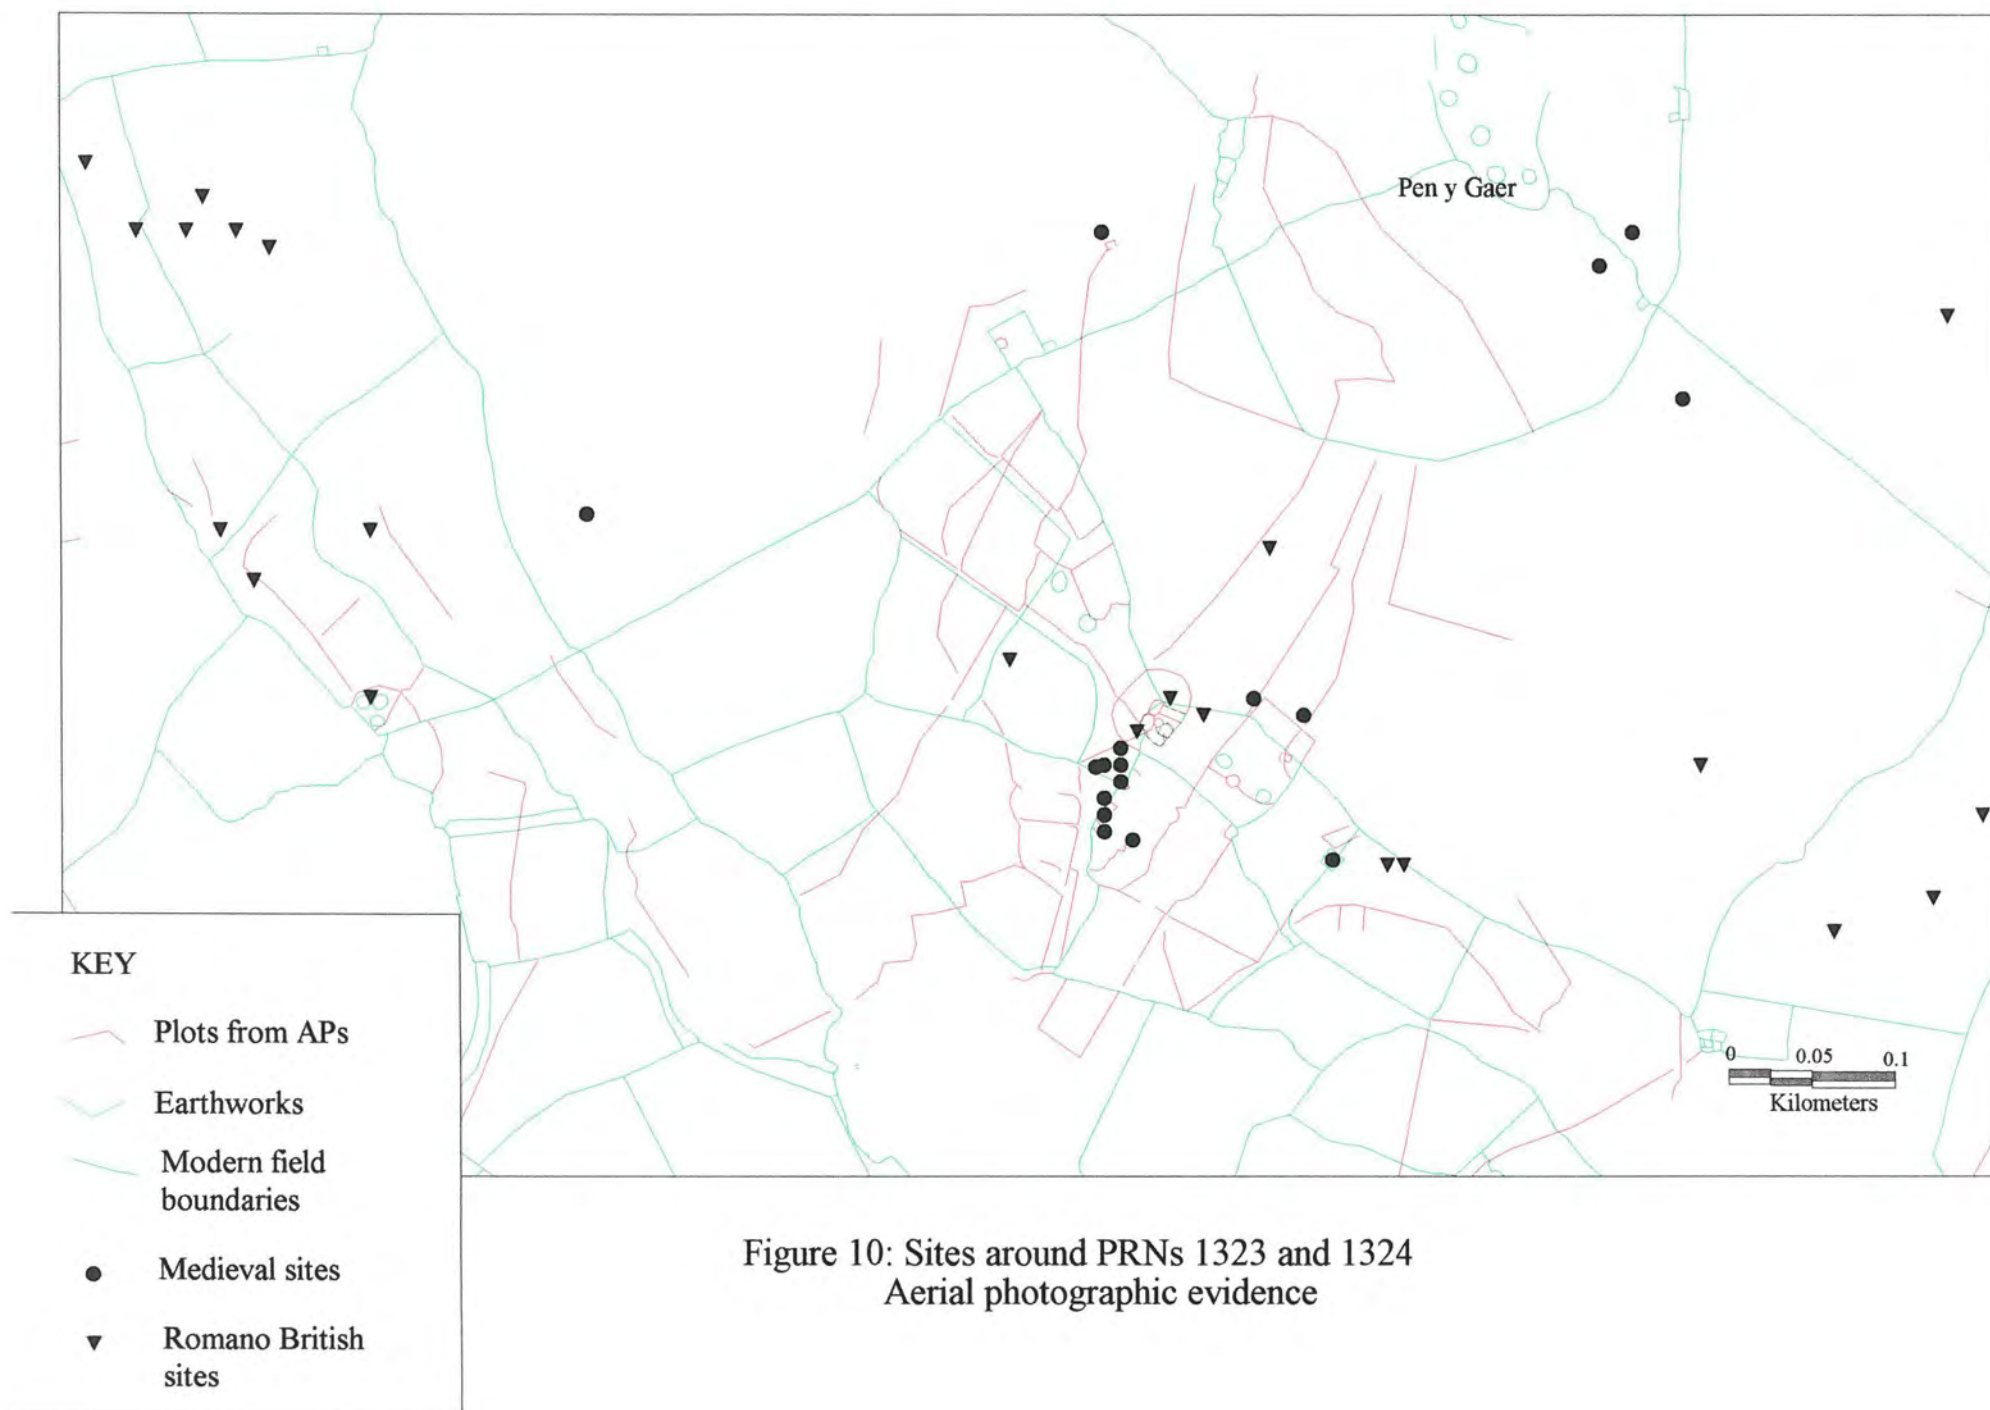 Pen y Gaer
KEY
Plots from APs
Earthworks
Modern field
boundaries
Medieval sites
Romano British
sites
0 0.05 0.1
Kilometers
Figure 10: Sites around PRNs 1323 and 1324
Aerial photographic evidence